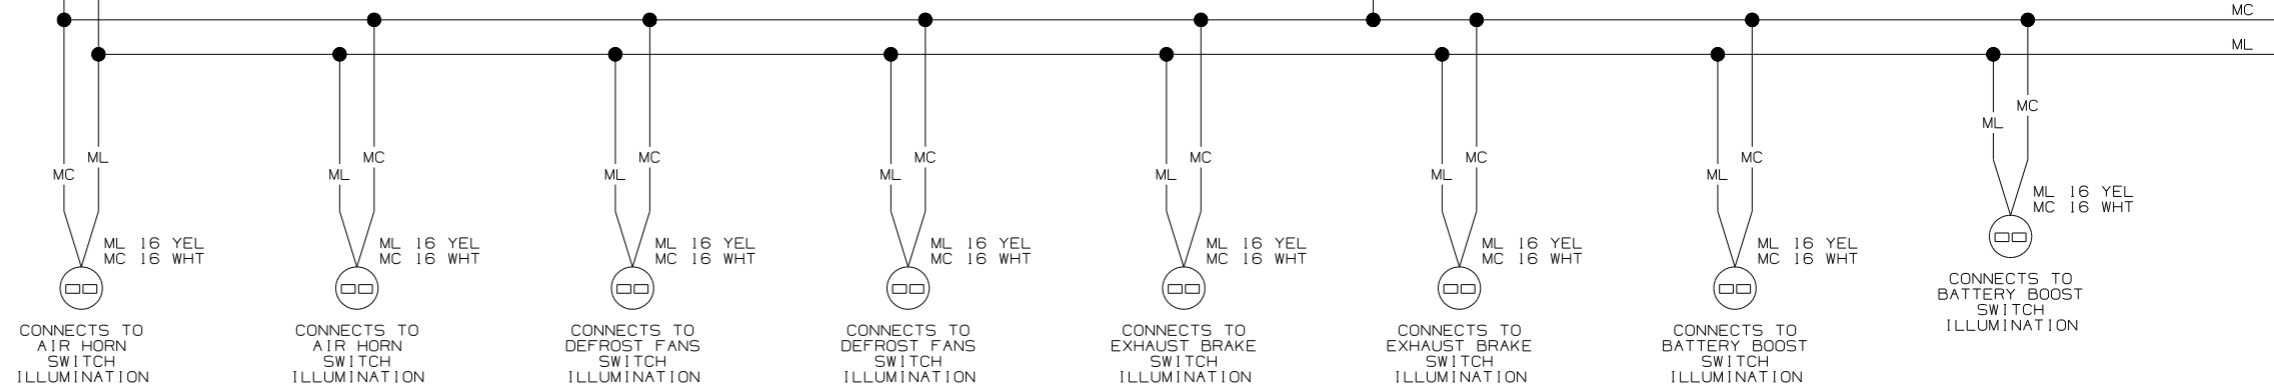 MC
ML
MC
ML
ML
MC
ML
MC
ML
MC
ML
MC
ML
MC
ML
MC
ML
MC
ML 16 YEL
MC 16 WHT
CONNECTS TO
AIR HORN
SWITCH
ILLUMINATION
ML 16 YEL
MC 16 WHT
CONNECTS TO
AIR HORN
SWITCH
ILLUMINATION
ML 16 YEL
MC 16 WHT
CONNECTS TO
DEFROST FANS
SWITCH
ILLUMINATION
ML 16 YEL
MC 16 WHT
CONNECTS TO
DEFROST FANS
SWITCH
ILLUMINATION
ML 16 YEL
MC 16 WHT
CONNECTS TO
EXHAUST BRAKE
SWITCH
ILLUMINATION
ML 16 YEL
MC 16 WHT
CONNECTS TO
EXHAUST BRAKE
SWITCH
ILLUMINATION
ML 16 YEL
MC 16 WHT
CONNECTS TO
BATTERY BOOST
SWITCH
ILLUMINATION
ML 16 YEL
MC 16 WHT
CONNECTS TO
BATTERY BOOST
SWITCH
ILLUMINATION